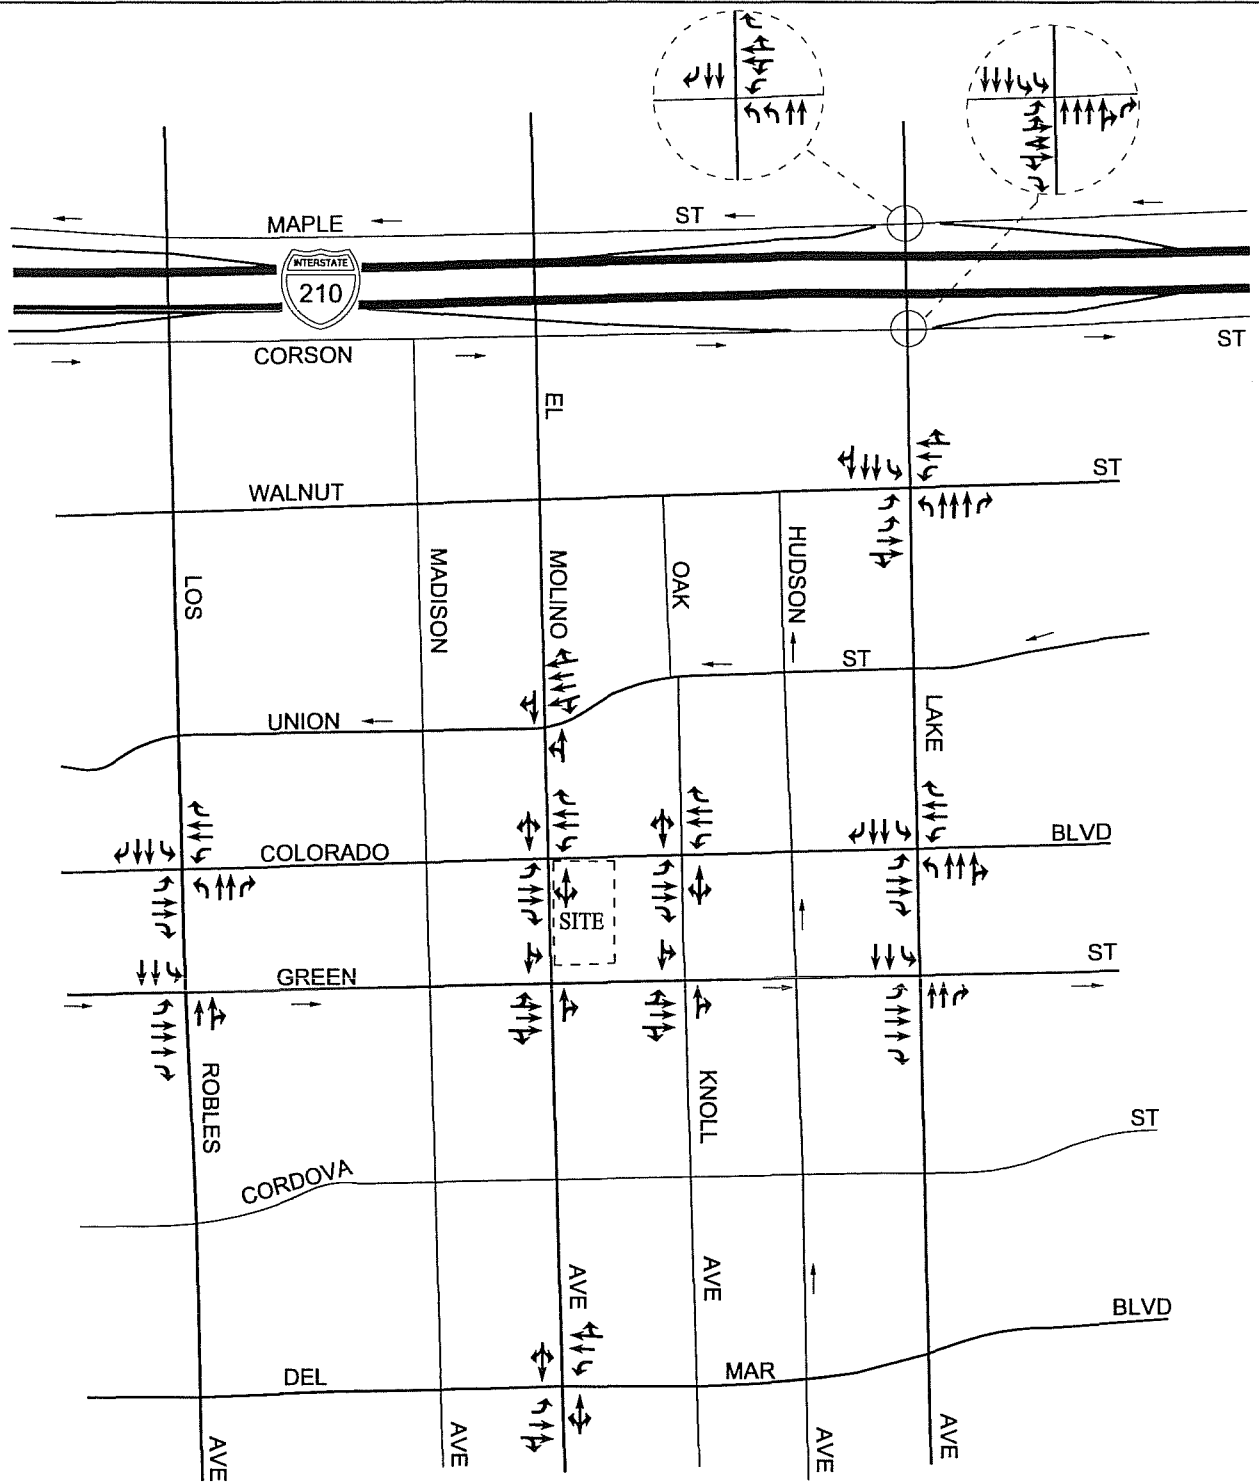 MAPLE
ST
INTERSTATE
210
CORSON
ST
EL
WALNUT
ST
LOS
MADISON
MOLINO
OAK
HUDSON
UNION
ST
LAKE
COLORADO
BLVD
SITE
GREEN
ST
ROBLES
KNOLL
CORDOVA
ST
AVE
AVE
BLVD
DEL
MAR
AVE
AVE
AVE
AVE